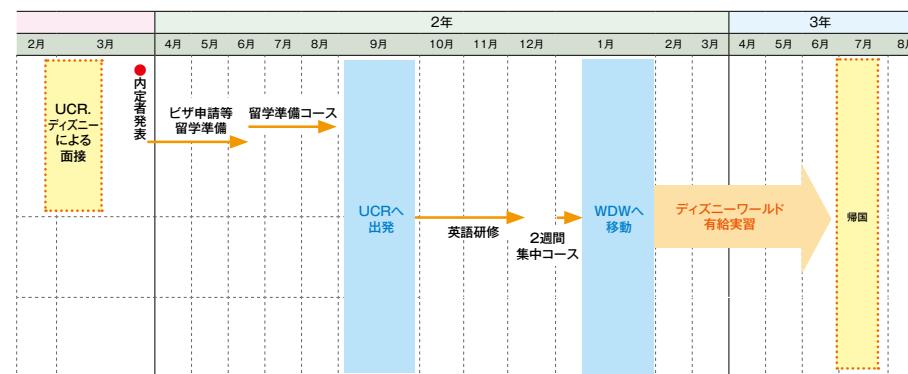 2年
3年
2月
3月
4月
5月
6月
7月
8月
9月
10月
11月
12月
1月
2月
3月
4月
5月
6月
7月
8月
UCR.
ディズニー
による
面接
内定者発表
ビザ申請等
留学準備
留学準備コース
UCRへ
出発
英語研修
2週間
集中コース
WDWへ
移動
ディズニーワールド
有給実習
帰国